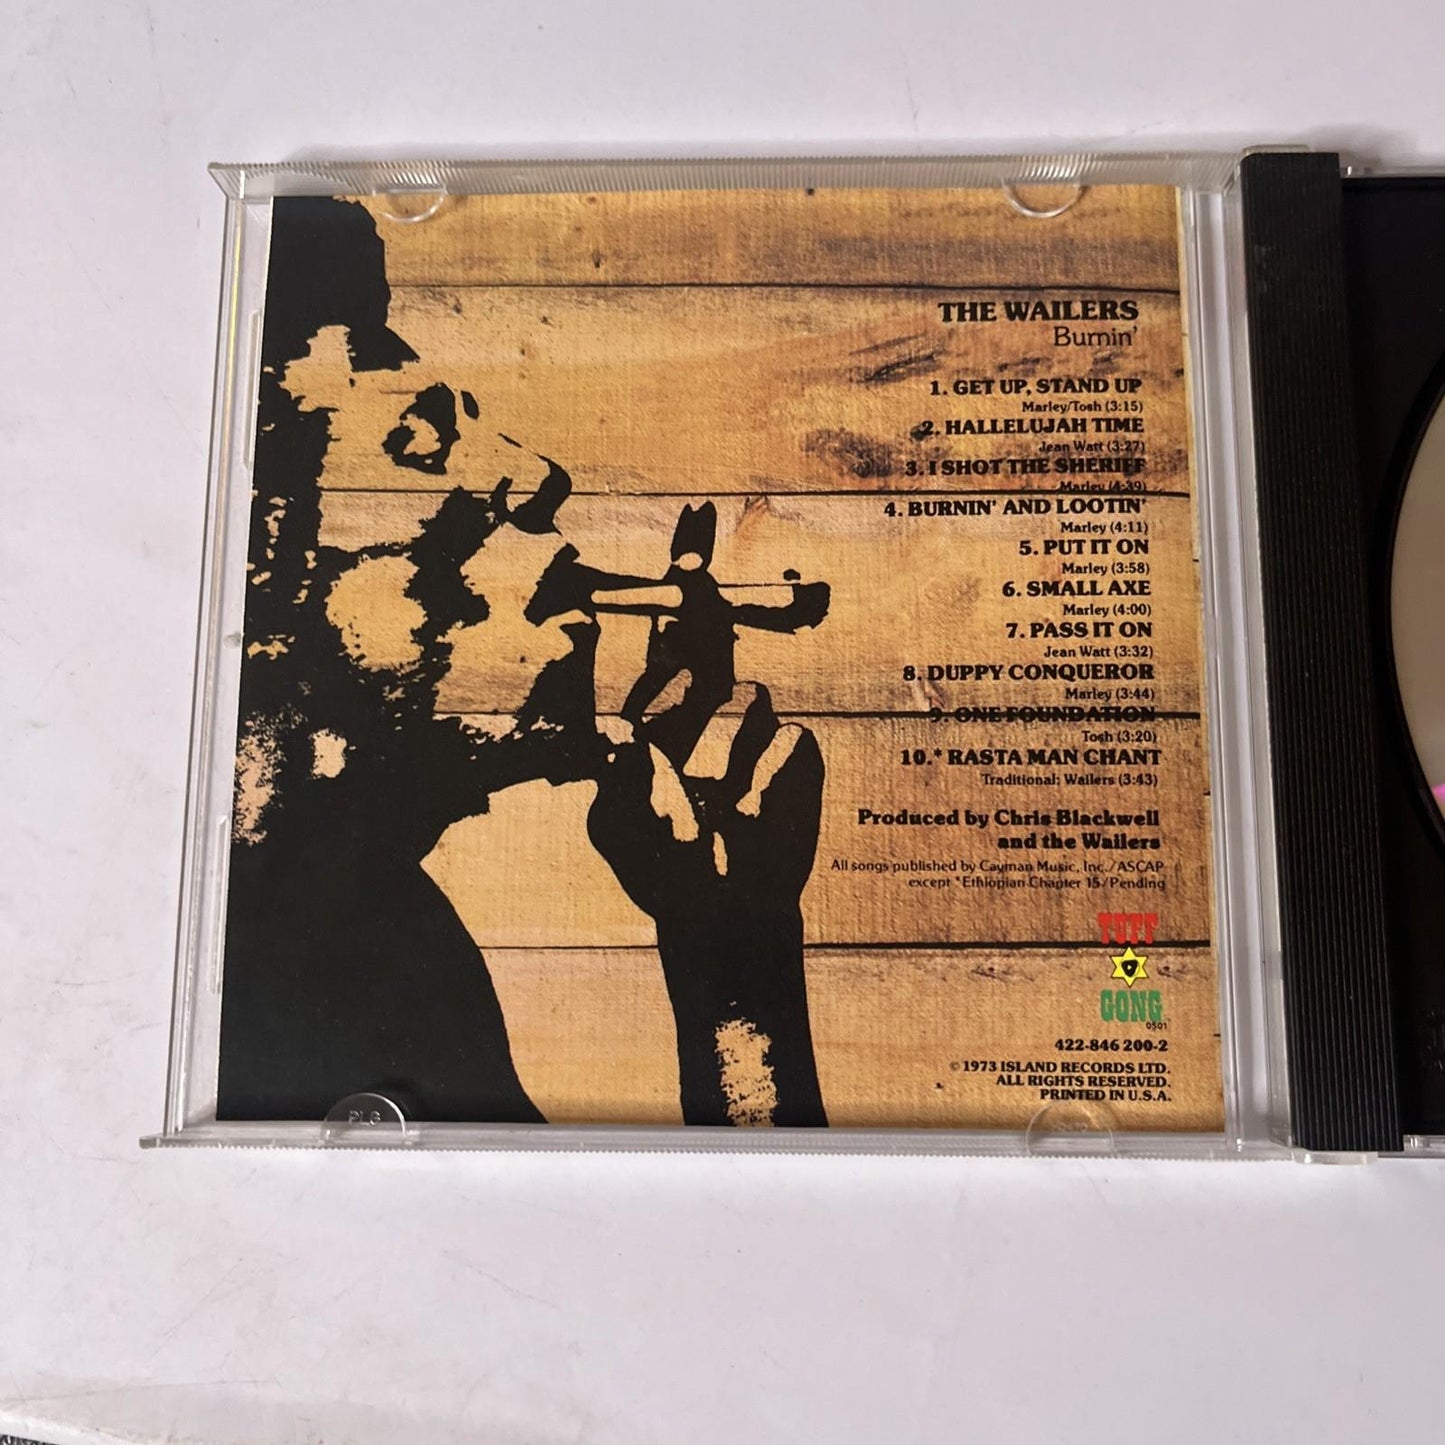 THE WAILERS
Burnin'
1. GET UP, STAND UP
Marley/Tosh (3:15)
2. HALLELUJAH TIME
Jean Watt (3:27)
3. I SHOT THE SHERIFF
Marley (4:39)
4. BURNIN' AND LOOTIN'
Marley (4:11)
5. PUT IT ON
Marley (3:58)
6. SMALL AXE
Marley (4:00)
7. PASS IT ON
Jean Watt (3:32)
8. DUPPY CONQUEROR
Marley (3:44)
9. ONE FOUNDATION
Tosh (3:20)
10.* RASTA MAN CHANT
Traditional: Wailers (3:43)
Produced by Chris Blackwell
and the Wailers
All songs published by Cayman Music, Inc./ASCAP
except *Ethiopian Chapter 15/Pending
TUFF
GONG
0501
422-846 200-2
© 1973 ISLAND RECORDS LTD.
ALL RIGHTS RESERVED.
PRINTED IN U.S.A.
PLG